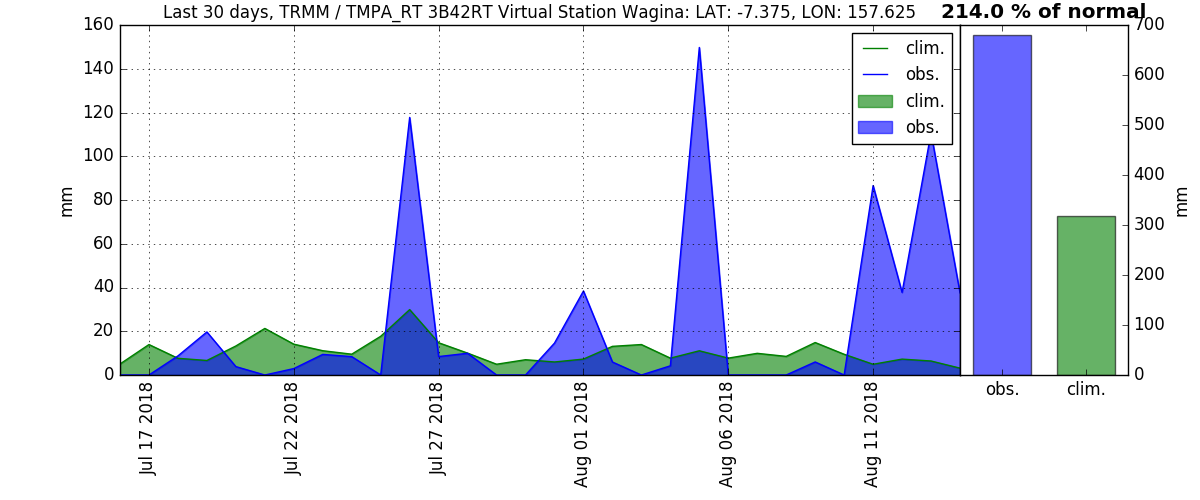 Last 30 days, TRMM / TMPA_RT 3B42RT Virtual Station Wagina: LAT: -7.375, LON: 157.625
214.0 % of normal
160
140
120
100
80
60
40
20
0
mm
clim.
obs.
clim.
obs.
Jul 17 2018
Jul 22 2018
Jul 27 2018
Aug 01 2018
Aug 06 2018
Aug 11 2018
700
600
500
400
300
200
100
0
mm
obs.
clim.